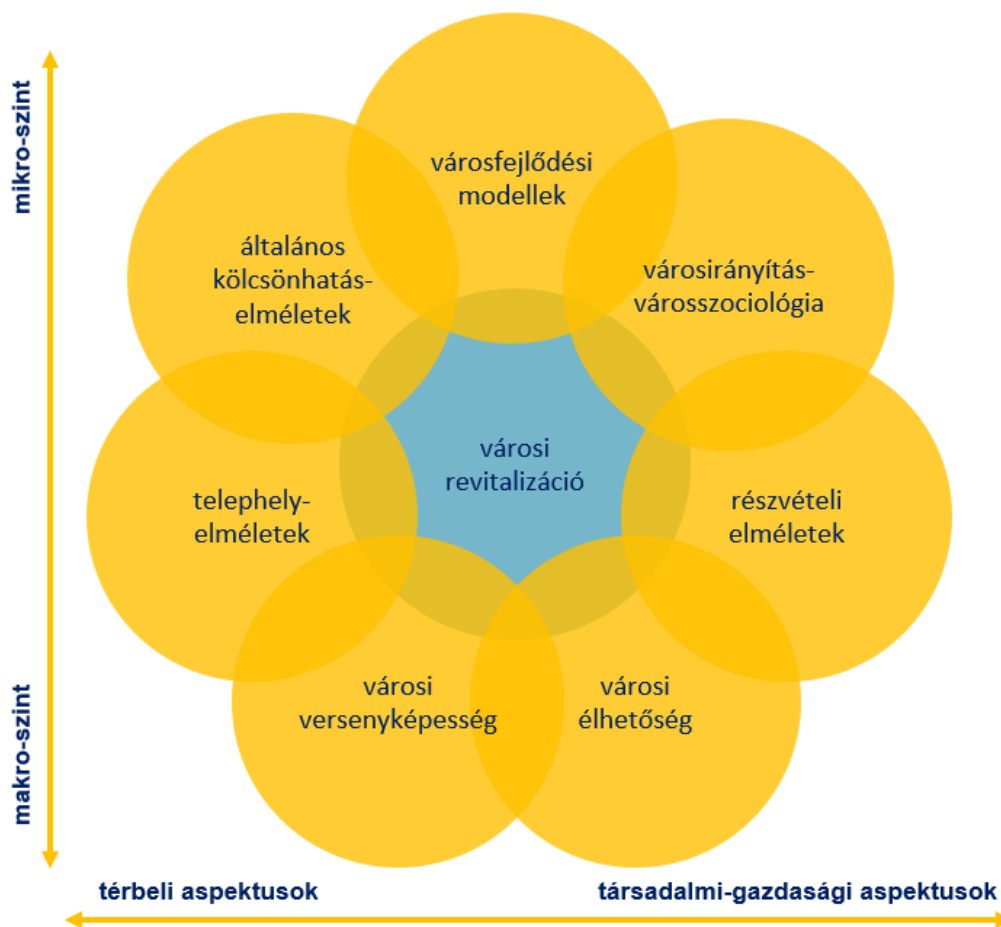 mikro-szint
városfejlődési
modellek
általános
kölcsönhatás-
elméletek
városirányítás-
városszociológia
városi
revitalizáció
telephely-
elméletek
részvételi
elméletek
városi
versenyképesség
városi
élhetőség
makro-szint
térbeli aspektusok
társadalmi-gazdasági aspektusok